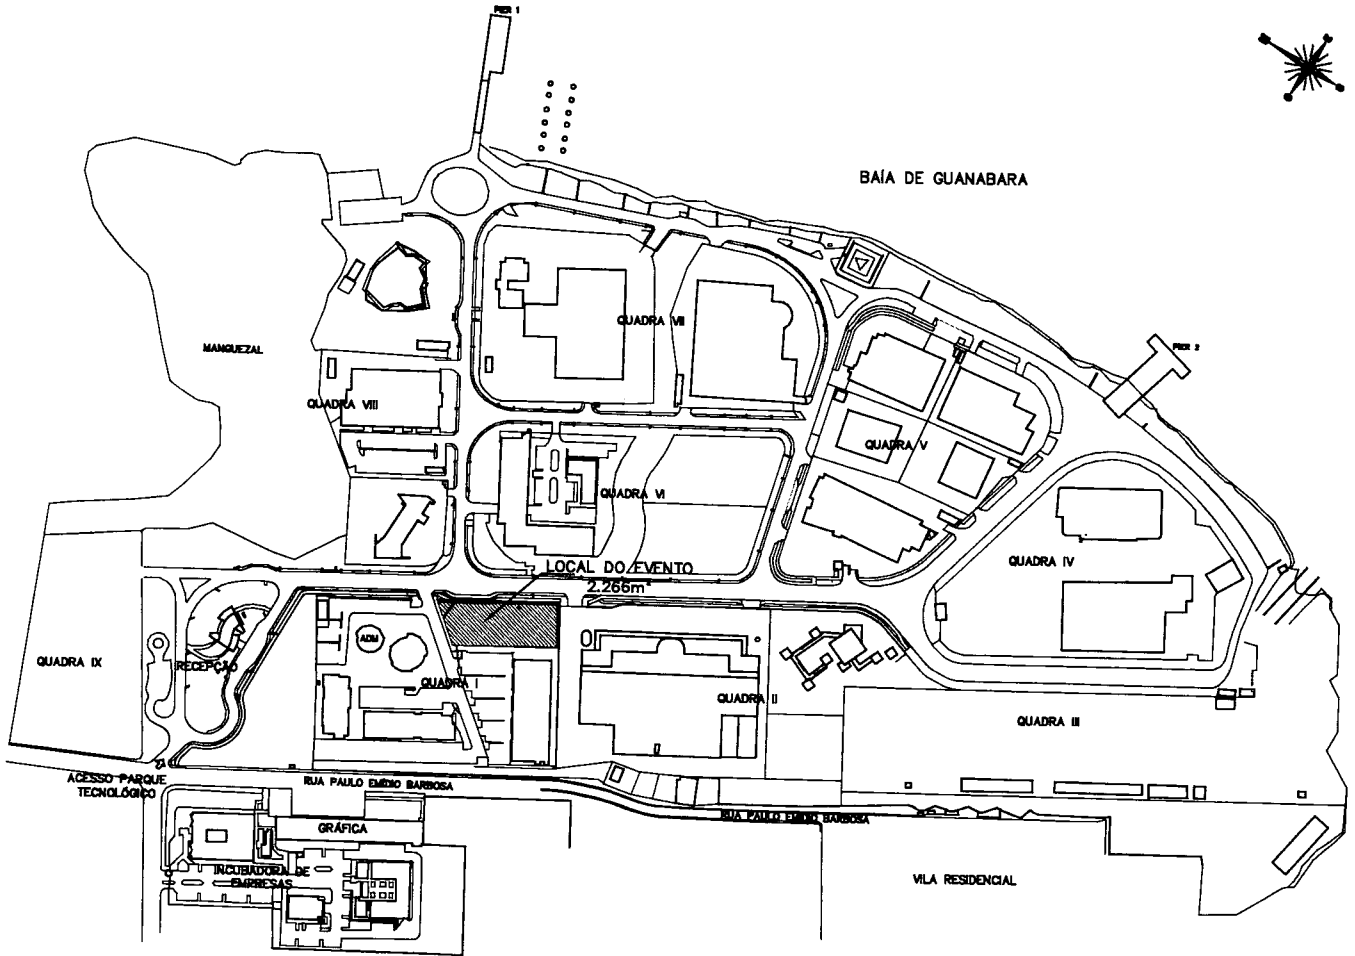 PIER 1
BAÍA DE GUANABARA
MANGUEZAL
QUADRA VII
PIER 2
QUADRA VIII
QUADRA V
QUADRA VI
LOCAL DO EVENTO
2.266m²
QUADRA IV
ADM
QUADRA IX
RECEPÇÃO
QUADRA I
QUADRA II
QUADRA III
ACESSO PARQUE
TECNOLÓGICO
RUA PAULO EMÍDIO BARBOSA
RUA PAULO EMÍDIO BARBOSA
GRÁFICA
INCUBADORA DE
EMPRESAS
VILA RESIDENCIAL